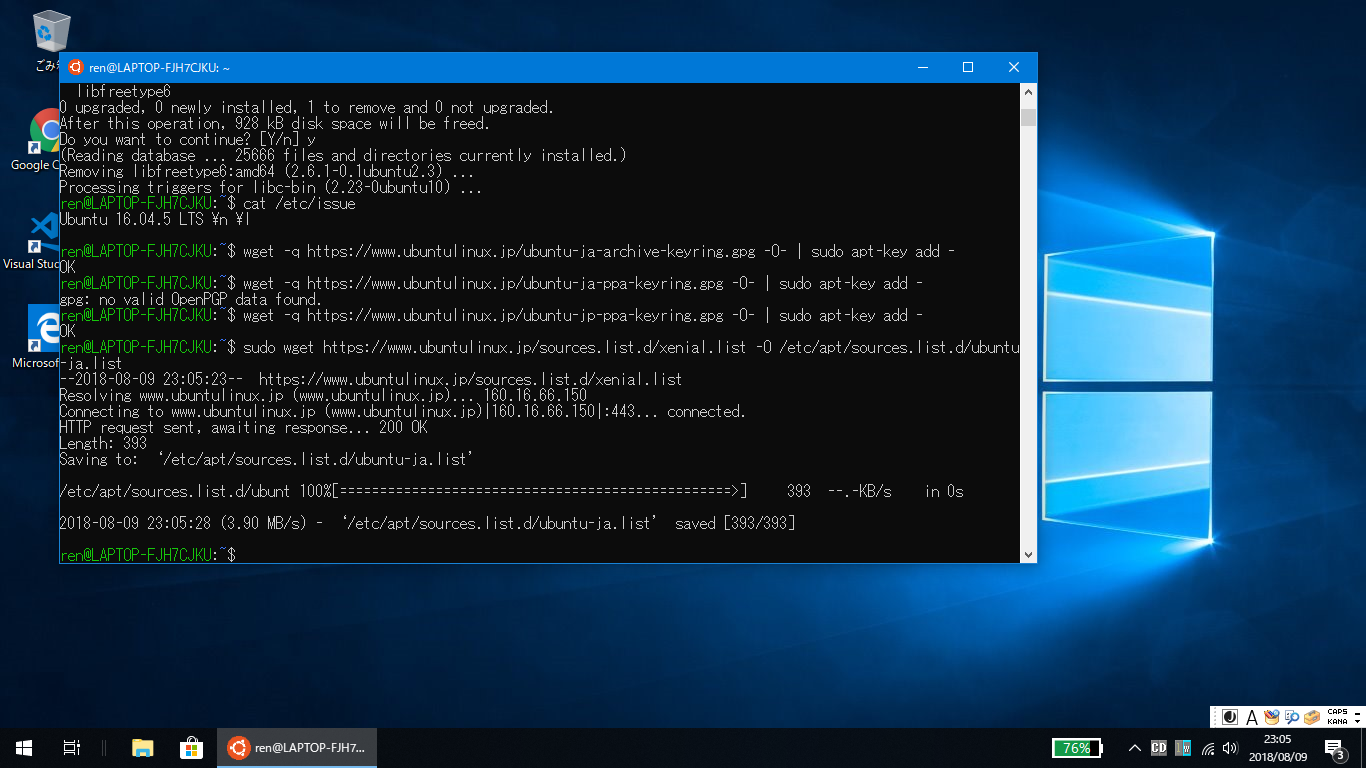 ごみ
Google C
Visual Stud
Microsof
ren@LAPTOP-FJH7CJKU: ~
libfreetype6
0 upgraded, 0 newly installed, 1 to remove and 0 not upgraded.
After this operation, 928 kB disk space will be freed.
Do you want to continue? [Y/n] y
(Reading database ... 25666 files and directories currently installed.)
Removing libfreetype6:amd64 (2.6.1-0.1ubuntu2.3) ...
Processing triggers for libc-bin (2.23-0ubuntu10) ...
ren@LAPTOP-FJH7CJKU:~$ cat /etc/issue
Ubuntu 16.04.5 LTS ¥n ¥l
ren@LAPTOP-FJH7CJKU:~$ wget -q https://www.ubuntulinux.jp/ubuntu-ja-archive-keyring.gpg -O- | sudo apt-key add -
OK
ren@LAPTOP-FJH7CJKU:~$ wget -q https://www.ubuntulinux.jp/ubuntu-ja-ppa-keyring.gpg -O- | sudo apt-key add -
gpg: no valid OpenPGP data found.
ren@LAPTOP-FJH7CJKU:~$ wget -q https://www.ubuntulinux.jp/ubuntu-jp-ppa-keyring.gpg -O- | sudo apt-key add -
OK
ren@LAPTOP-FJH7CJKU:~$ sudo wget https://www.ubuntulinux.jp/sources.list.d/xenial.list -O /etc/apt/sources.list.d/ubuntu
-ja.list
--2018-08-09 23:05:23--  https://www.ubuntulinux.jp/sources.list.d/xenial.list
Resolving www.ubuntulinux.jp (www.ubuntulinux.jp)... 160.16.66.150
Connecting to www.ubuntulinux.jp (www.ubuntulinux.jp)|160.16.66.150|:443... connected.
HTTP request sent, awaiting response... 200 OK
Length: 393
Saving to: ‘/etc/apt/sources.list.d/ubuntu-ja.list’
/etc/apt/sources.list.d/ubunt 100%[=================================================>]     393  --.-KB/s    in 0s
2018-08-09 23:05:28 (3.90 MB/s) - ‘/etc/apt/sources.list.d/ubuntu-ja.list’ saved [393/393]
ren@LAPTOP-FJH7CJKU:~$
A CAPS
KANA
ren@LAPTOP-FJH7...
76%
CD
23:05
2018/08/09
3